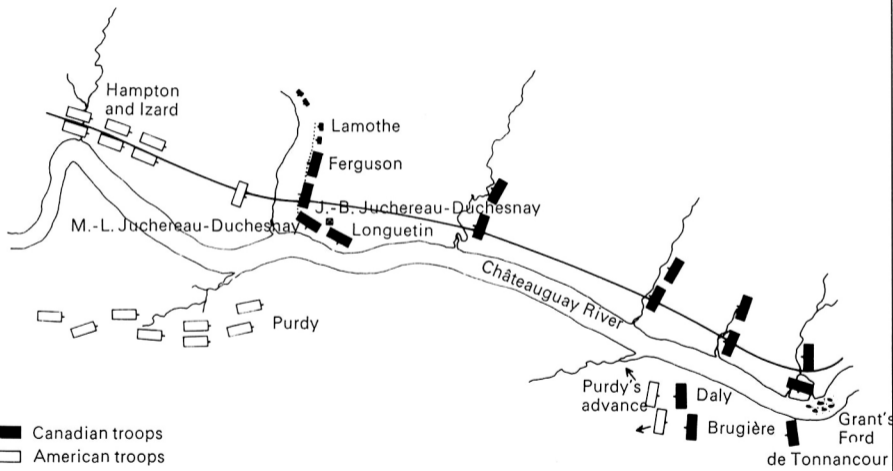 Hampton
and Izard
Lamothe
Ferguson
J.-B. Juchereau-Duchesnay
M.-L. Juchereau-Duchesnay
Longuetin
Châteauguay River
Purdy
Purdy's
advance
Daly
Brugière
Grant's
Ford
de Tonnancour
Canadian troops
American troops